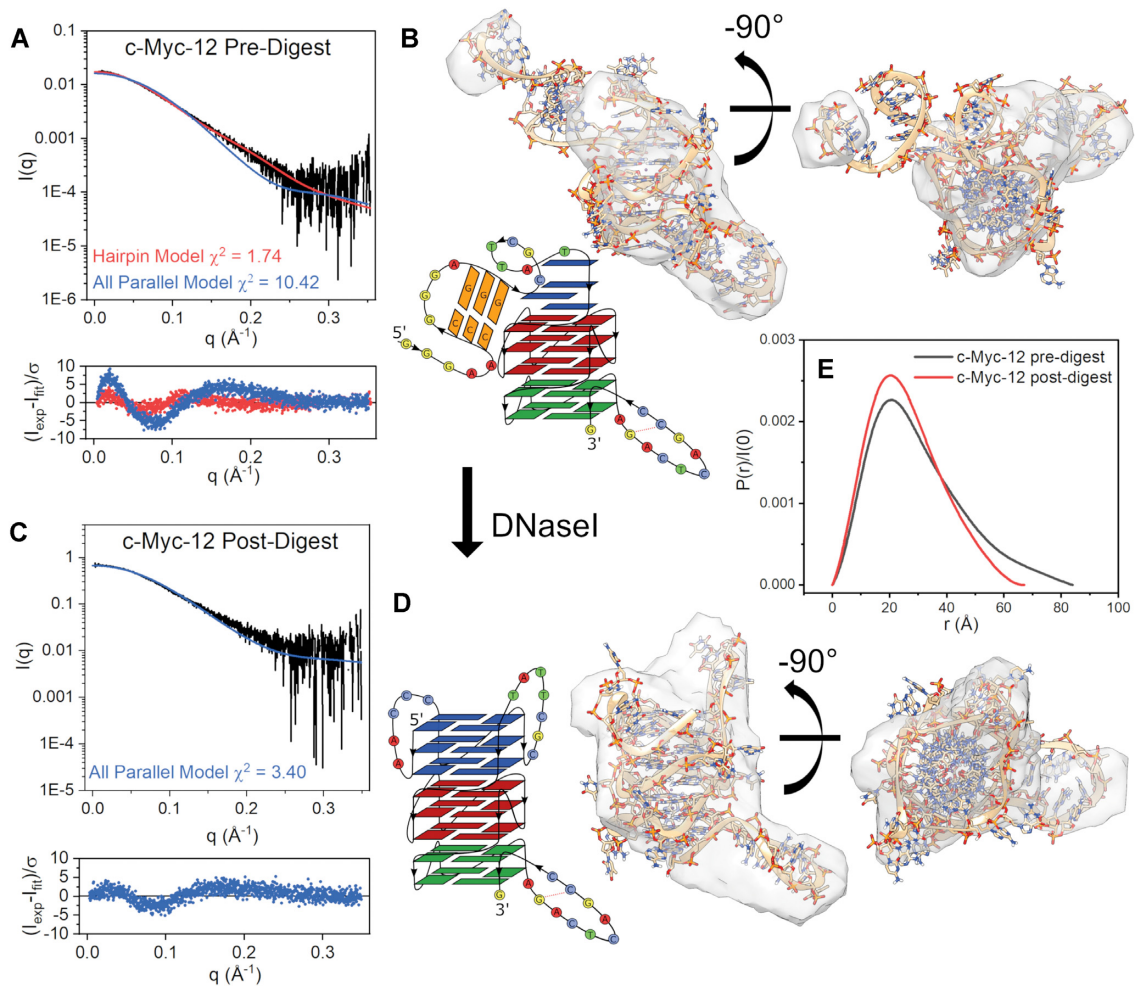 A
c-Myc-12 Pre-Digest
0.1
0.01
0.001
1E-4
1E-5
1E-6
I(q)
Hairpin Model χ² = 1.74
All Parallel Model χ² = 10.42
0.0 0.1 0.2 0.3
q (Å⁻¹)
10
5
0
-5
-10
(I_exp-I_fit)/σ
0.0 0.1 0.2 0.3
q (Å⁻¹)
B
-90°
T C G
T T A T C
A
G
G
G
G G G
C C C
5'
G
G
G
G
A
A
3'
G
A
G
A
C
T
C
A
G
C
C
DNaseI
C
c-Myc-12 Post-Digest
1
0.1
0.01
0.001
1E-4
1E-5
I(q)
All Parallel Model χ² = 3.40
0.0 0.1 0.2 0.3
q (Å⁻¹)
10
5
0
-5
-10
(I_exp-I_fit)/σ
0.0 0.1 0.2 0.3
q (Å⁻¹)
D
-90°
5'
C
C
C
A
A
T
A
T
T
C
G
C
3'
G
A
G
A
C
T
C
A
G
C
C
E
c-Myc-12 pre-digest
c-Myc-12 post-digest
0.003
0.002
0.001
0.000
P(r)/I(0)
0 20 40 60 80 100
r (Å)